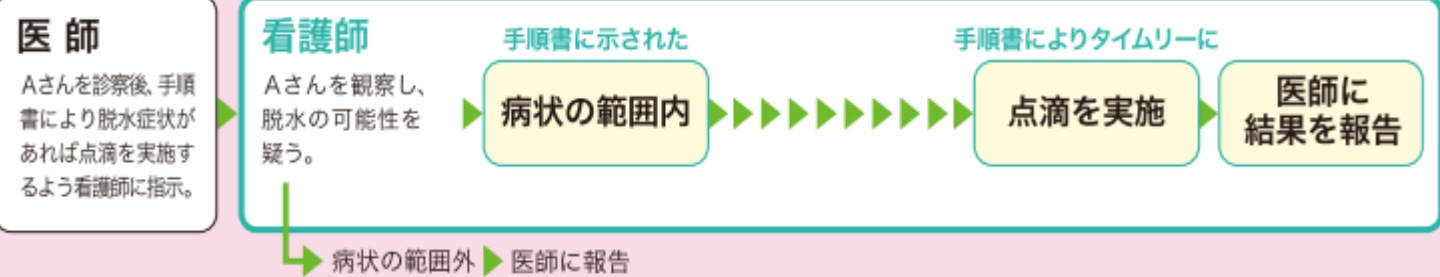 医師
Aさんを診察後、手順
書により脱水症状が
あれば点滴を実施す
るよう看護師に指示。
看護師
Aさんを観察し、
脱水の可能性を
疑う。
手順書に示された
病状の範囲内
手順書によりタイムリーに
点滴を実施
医師に
結果を報告
病状の範囲外
医師に報告